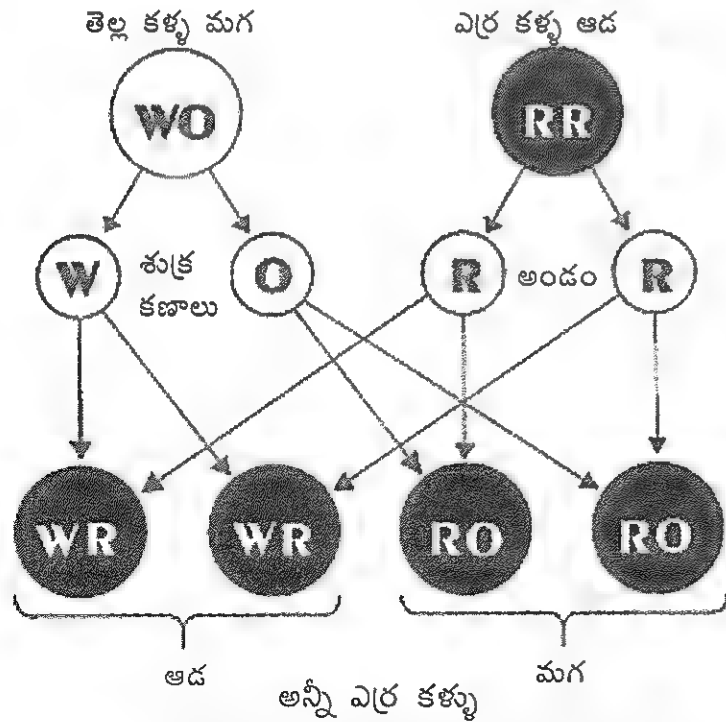 తెల్ల కళ్ళ మగ ఎర్ర కళ్ళ ఆడ
WO RR
W శుక్ర కణాలు O R అండం R
WR WR RO RO
ఆడ మగ
అన్నీ ఎర్ర కళ్ళు